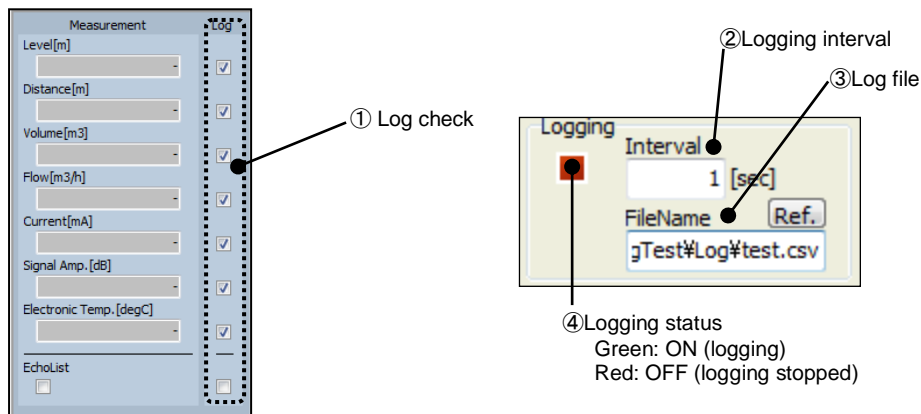 Measurement Log
Level[m]
-
Distance[m]
-
Volume[m3]
-
Flow[m3/h]
-
Current[mA]
-
Signal Amp.[dB]
-
Electronic Temp.[degC]
-
EchoList
① Log check
②Logging interval
③Log file
Logging
Interval
1 [sec]
FileName Ref.
gTest¥Log¥test.csv
④Logging status
Green: ON (logging)
Red: OFF (logging stopped)